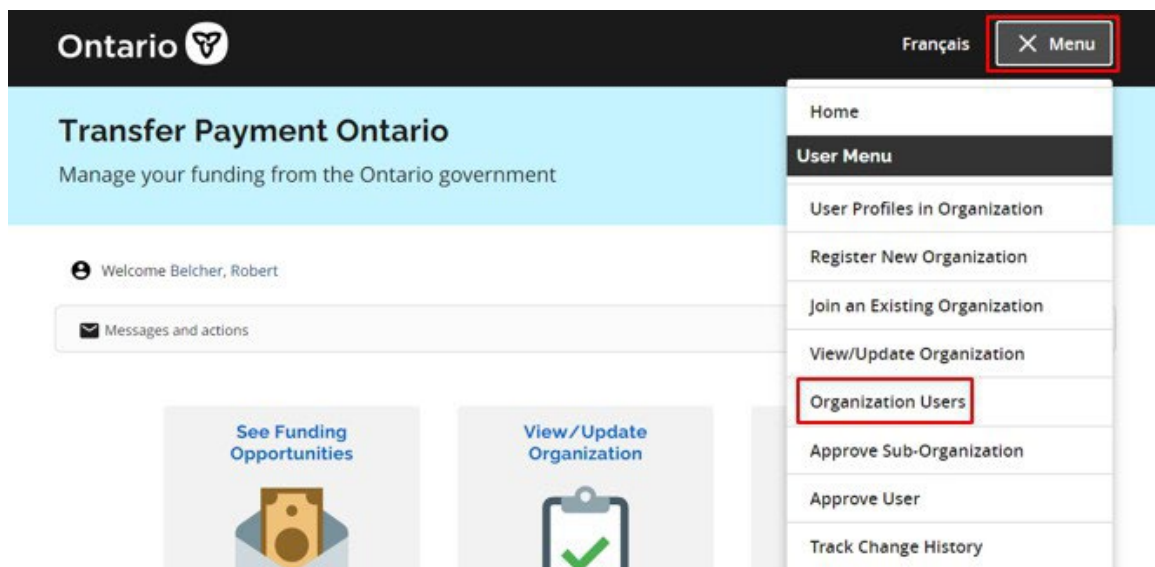 Ontario
Français
Menu
Transfer Payment Ontario
Manage your funding from the Ontario government
Welcome Belcher, Robert
Messages and actions
See Funding
Opportunities
View/Update
Organization
Home
User Menu
User Profiles in Organization
Register New Organization
Join an Existing Organization
View/Update Organization
Organization Users
Approve Sub-Organization
Approve User
Track Change History